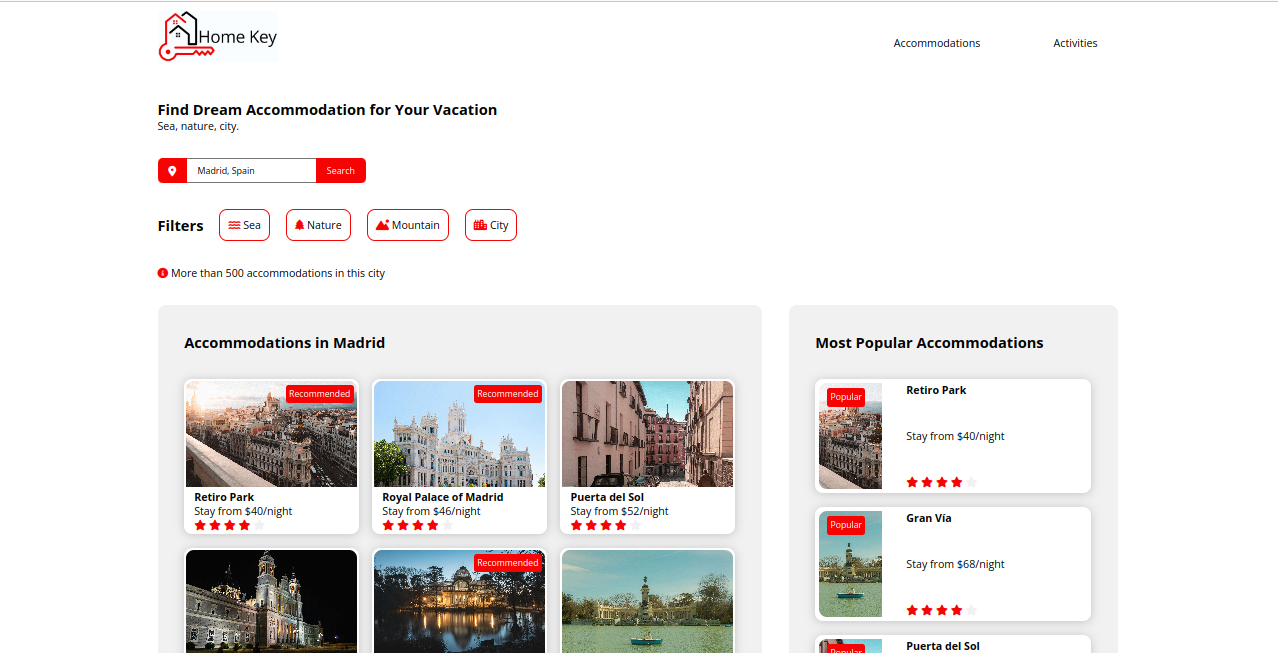 Home Key
Accommodations
Activities
Find Dream Accommodation for Your Vacation
Sea, nature, city.
Madrid, Spain
Search
Filters
Sea
Nature
Mountain
City
More than 500 accommodations in this city
Accommodations in Madrid
Recommended
Retiro Park
Stay from $40/night
Recommended
Royal Palace of Madrid
Stay from $46/night
Puerta del Sol
Stay from $52/night
Recommended
Most Popular Accommodations
Popular
Retiro Park
Stay from $40/night
Popular
Gran Vía
Stay from $68/night
Popular
Puerta del Sol